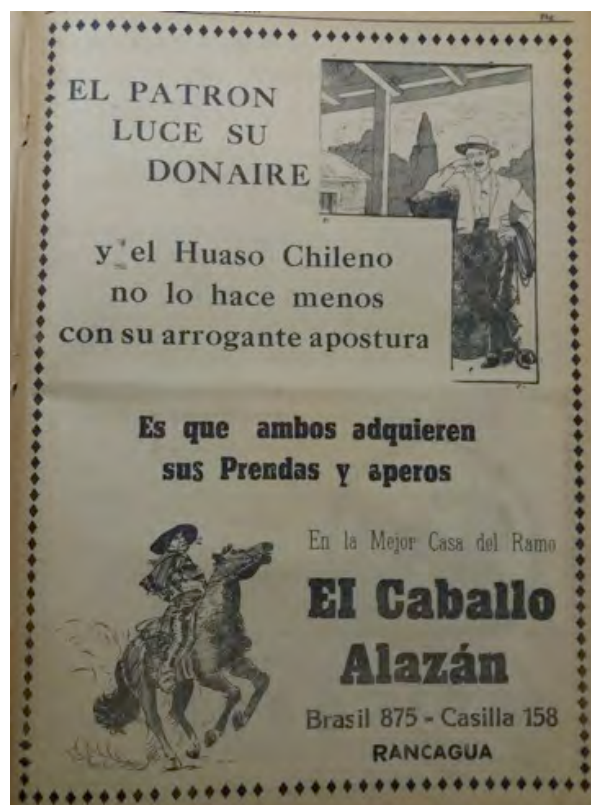 Pág.
EL PATRON
LUCE SU
DONAIRE
y el Huaso Chileno
no lo hace menos
con su arrogante apostura
Es que ambos adquieren
sus Prendas y aperos
En la Mejor Casa del Ramo
El Caballo
Alazán
Brasil 875 - Casilla 158
RANCAGUA